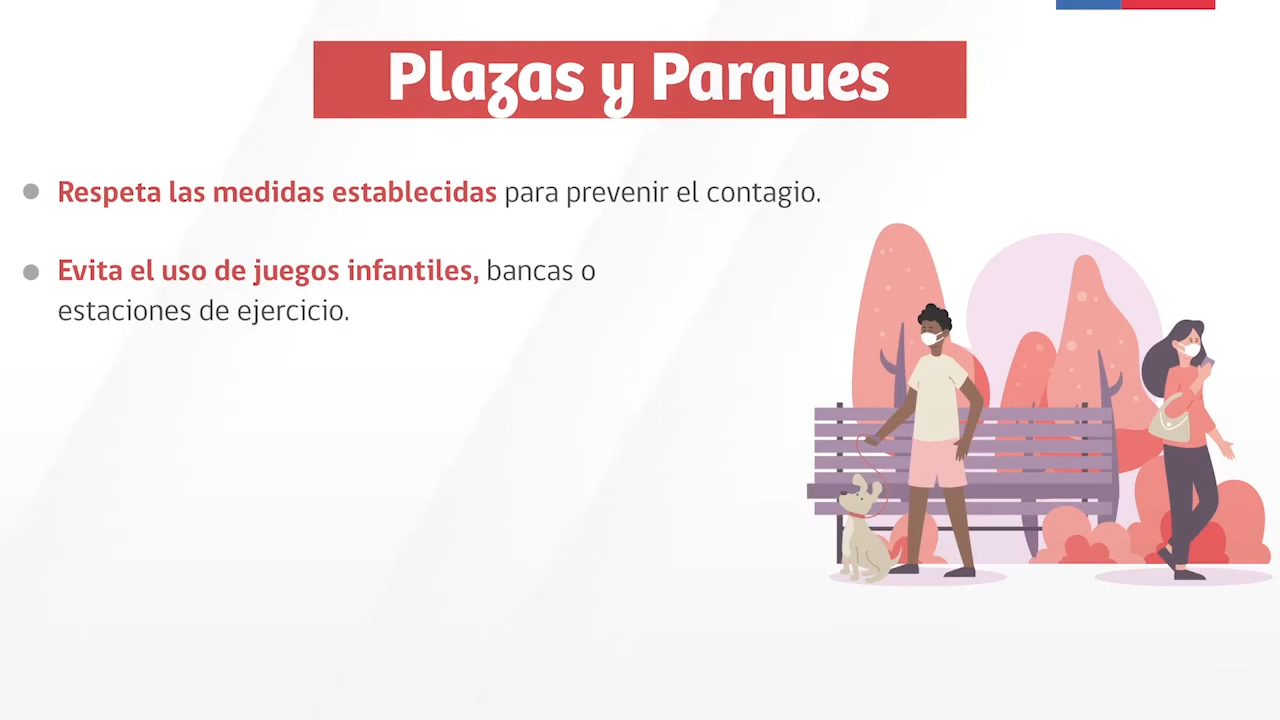 Plazas y Parques
Respeta las medidas establecidas para prevenir el contagio.
Evita el uso de juegos infantiles, bancas o
estaciones de ejercicio.